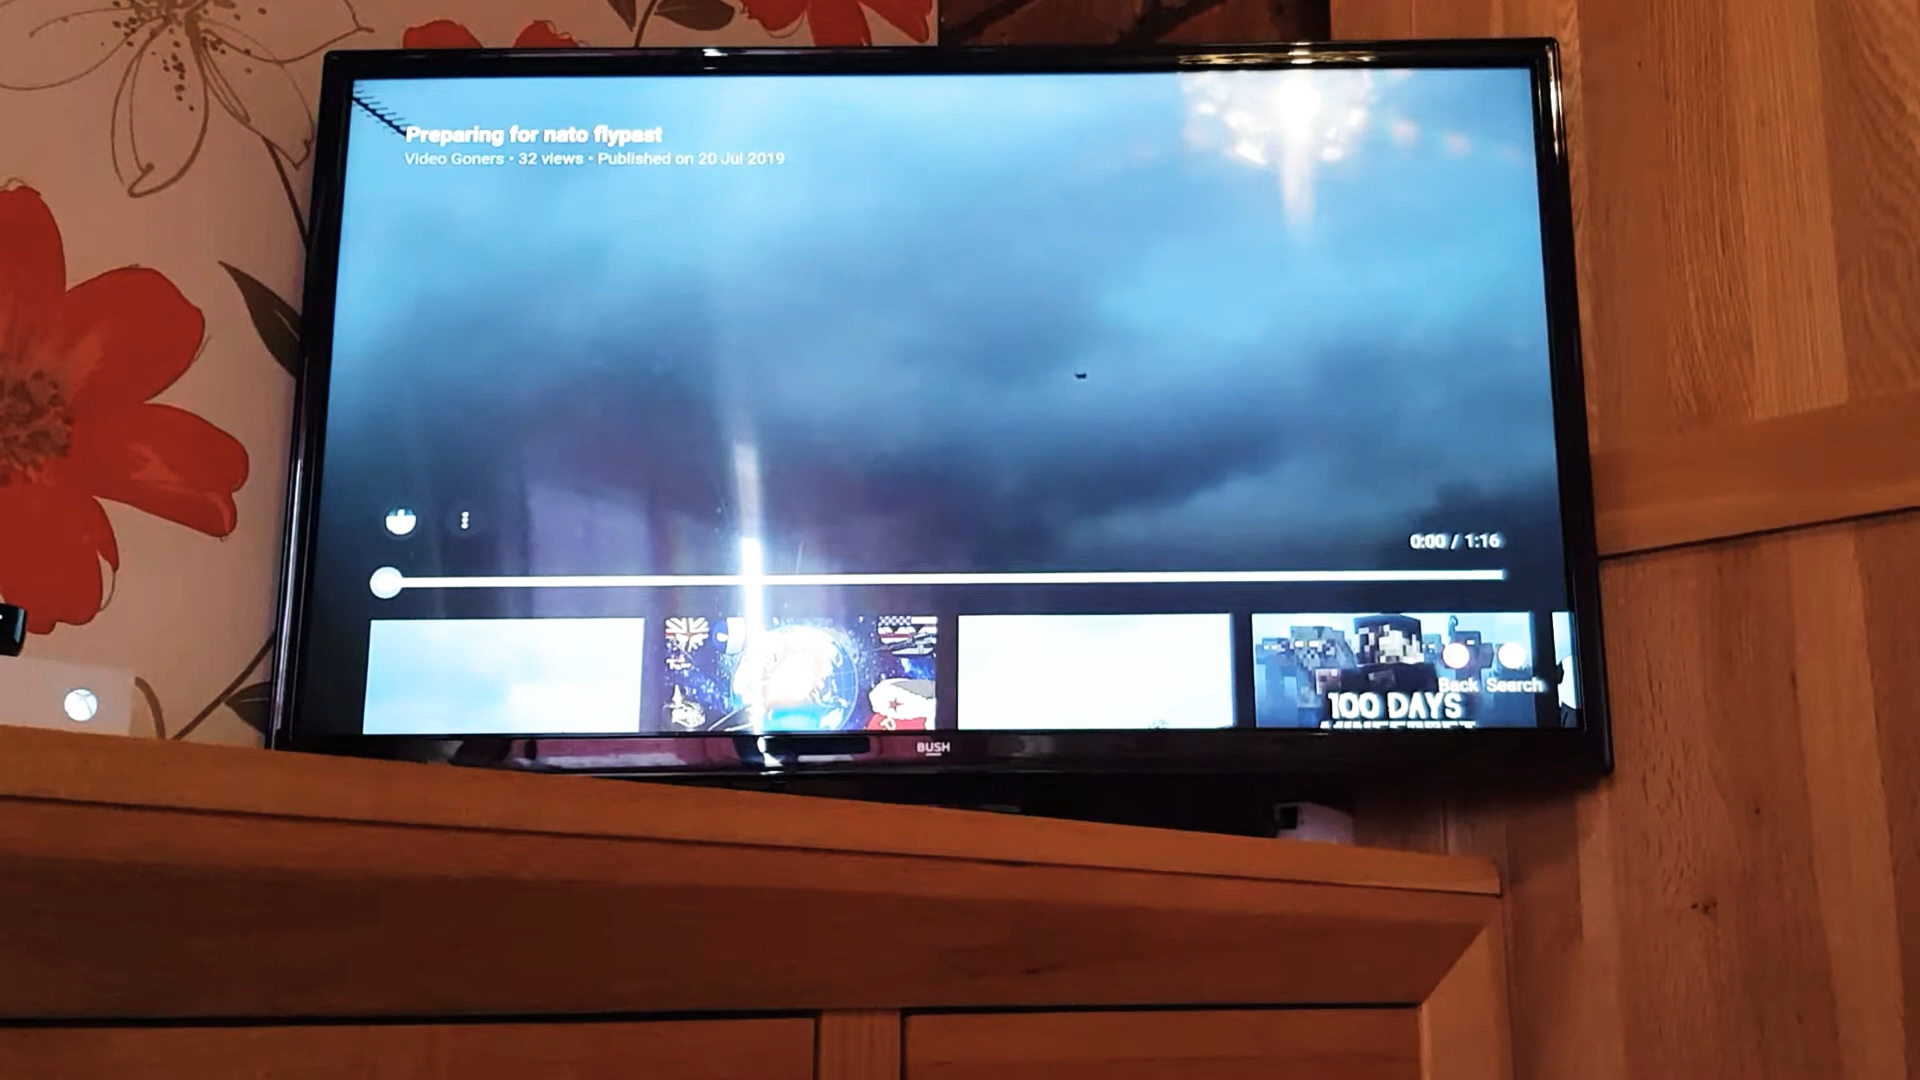 Preparing for nato flypast
Video Goners • 32 views • Published on 20 Jul 2019
0:00 / 1:16
Back Search
100 DAYS
BUSH